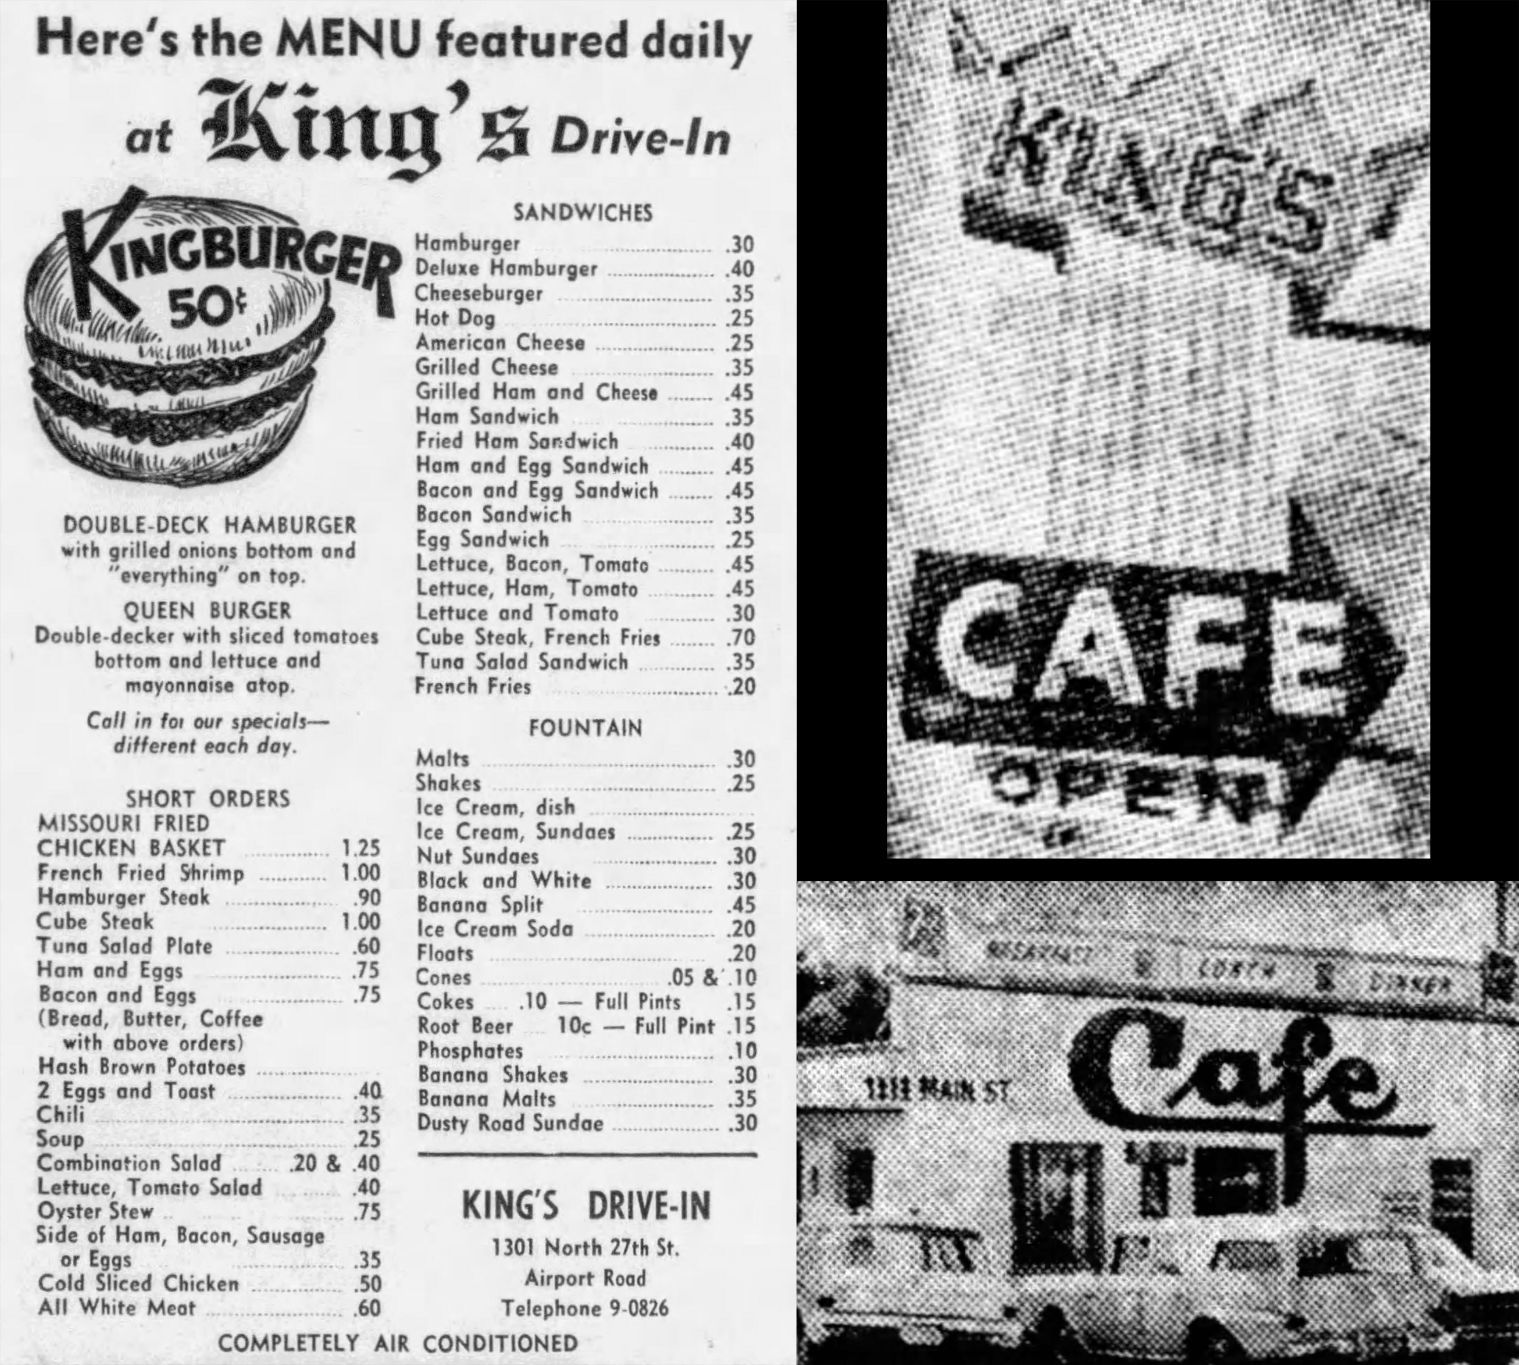 Here's the MENU featured daily
at King's Drive-In
KINGBURGER
50¢
DOUBLE-DECK HAMBURGER
with grilled onions bottom and
"everything" on top.
QUEEN BURGER
Double-decker with sliced tomatoes
bottom and lettuce and
mayonnaise atop.
Call in for our specials—
different each day.
SHORT ORDERS
MISSOURI FRIED
CHICKEN BASKET 1.25
French Fried Shrimp 1.00
Hamburger Steak .90
Cube Steak 1.00
Tuna Salad Plate .60
Ham and Eggs .75
Bacon and Eggs .75
(Bread, Butter, Coffee
with above orders)
Hash Brown Potatoes
2 Eggs and Toast .40
Chili .35
Soup .25
Combination Salad .20 & .40
Lettuce, Tomato Salad .40
Oyster Stew .75
Side of Ham, Bacon, Sausage
or Eggs .35
Cold Sliced Chicken .50
All White Meat .60
SANDWICHES
Hamburger .30
Deluxe Hamburger .40
Cheeseburger .35
Hot Dog .25
American Cheese .25
Grilled Cheese .35
Grilled Ham and Cheese .45
Ham Sandwich .35
Fried Ham Sandwich .40
Ham and Egg Sandwich .45
Bacon and Egg Sandwich .45
Bacon Sandwich .35
Egg Sandwich .25
Lettuce, Bacon, Tomato .45
Lettuce, Ham, Tomato .45
Lettuce and Tomato .30
Cube Steak, French Fries .70
Tuna Salad Sandwich .35
French Fries .20
FOUNTAIN
Malts .30
Shakes .25
Ice Cream, dish
Ice Cream, Sundaes .25
Nut Sundaes .30
Black and White .30
Banana Split .45
Ice Cream Soda .20
Floats .20
Cones .05 & .10
Cokes .10 — Full Pints .15
Root Beer 10c — Full Pint .15
Phosphates .10
Banana Shakes .30
Banana Malts .35
Dusty Road Sundae .30
KING'S DRIVE-IN
1301 North 27th St.
Airport Road
Telephone 9-0826
COMPLETELY AIR CONDITIONED
KING'S
CAFE
OPEN
BREAKFAST LUNCH DINNER
Cafe
1111 MAIN ST.